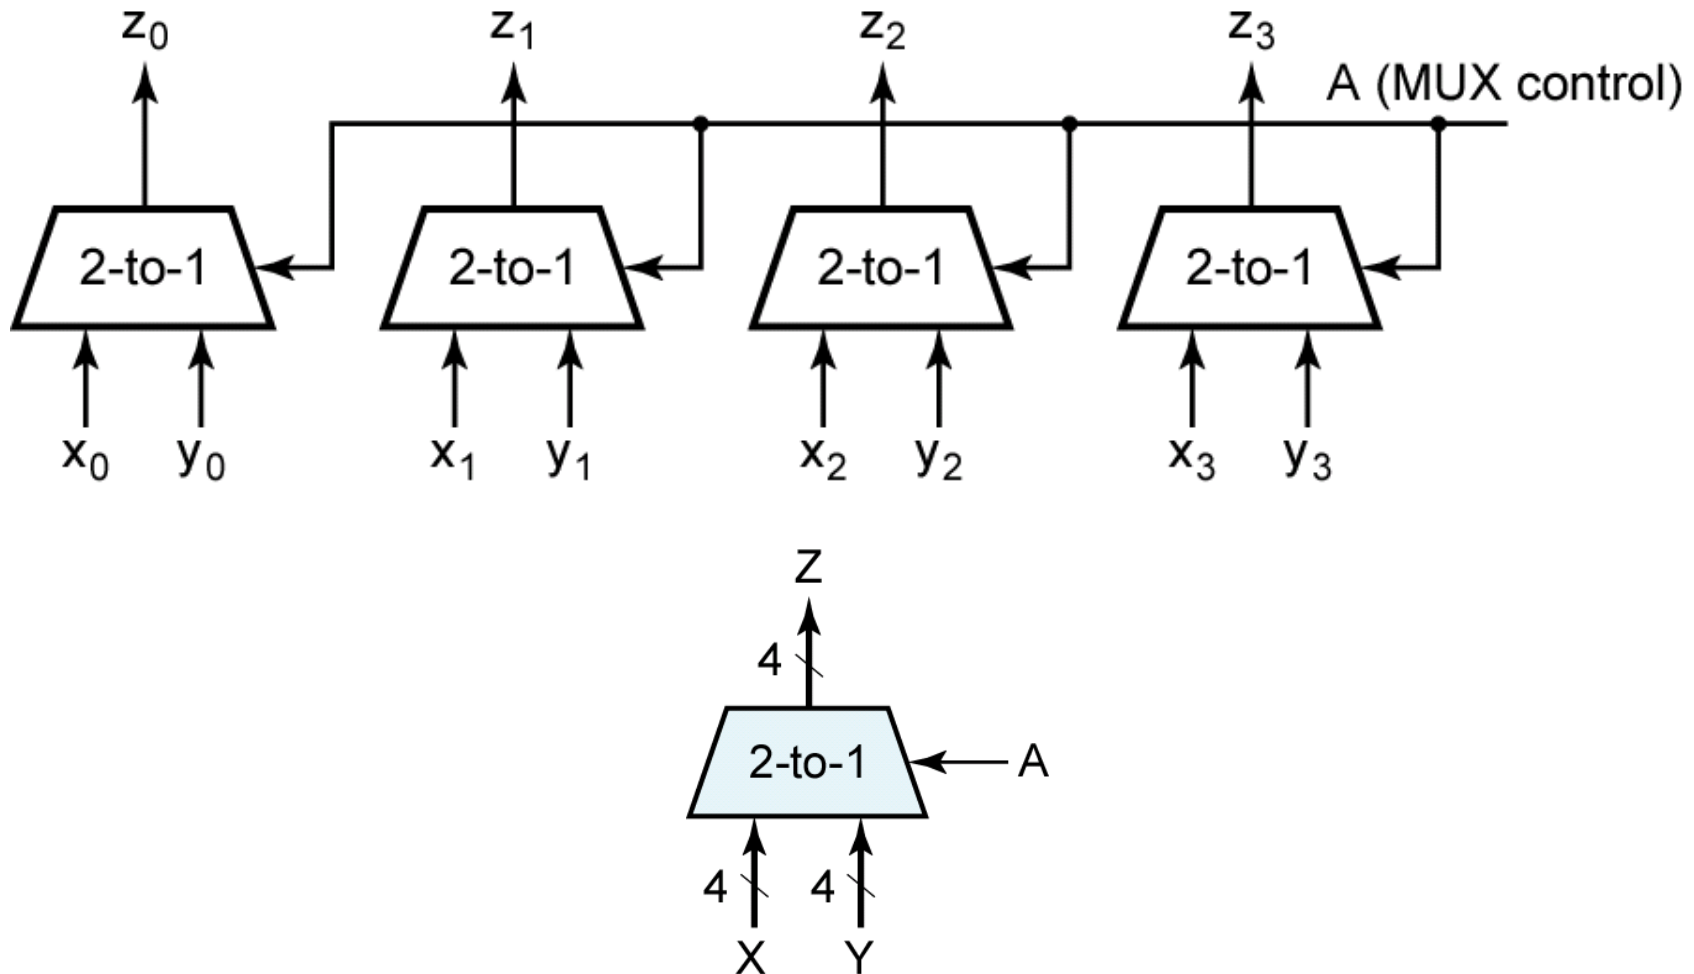 z₀ z₁ z₂ z₃
A (MUX control)
2-to-1 2-to-1 2-to-1 2-to-1
x₀ y₀ x₁ y₁ x₂ y₂ x₃ y₃
Z
4
2-to-1 A
4 4
X Y